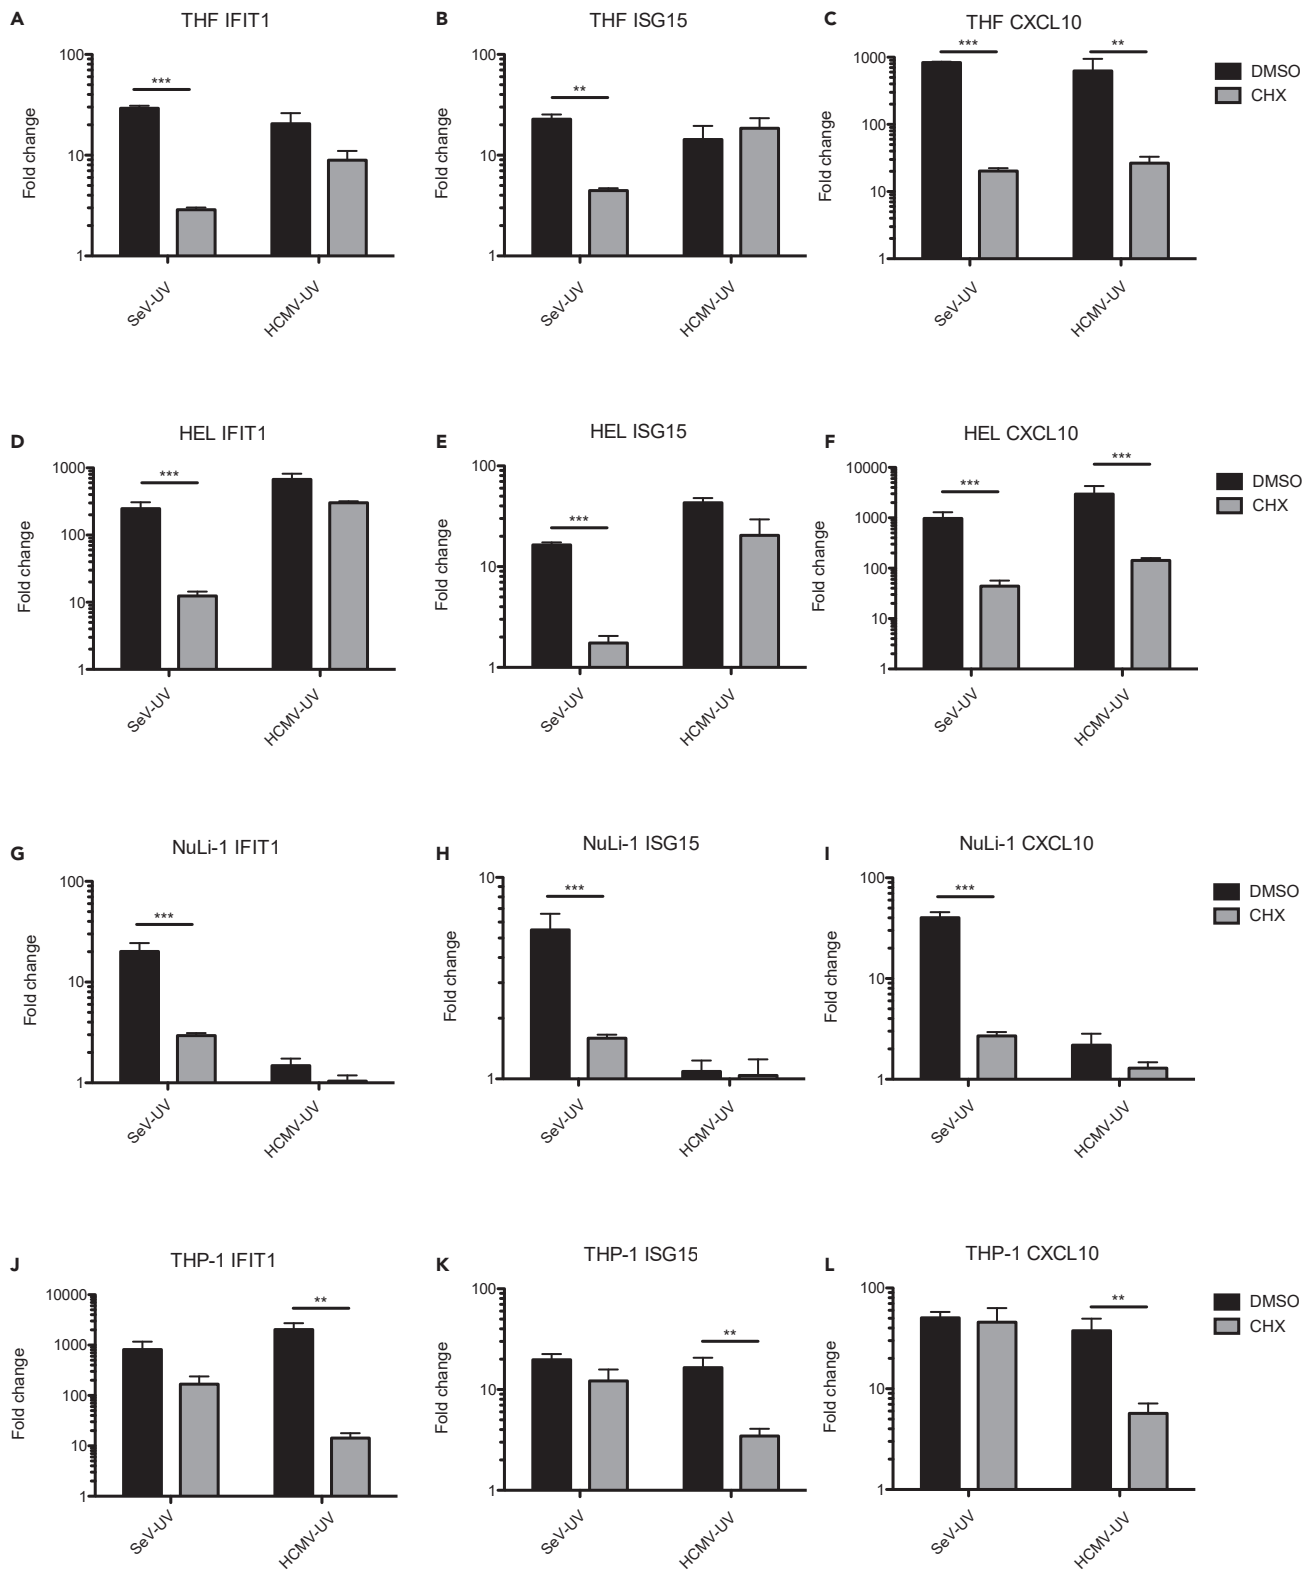 A THF IFIT1
B THF ISG15
C THF CXCL10
Fold change
100
10
1
***
SeV-UV
HCMV-UV
Fold change
100
10
1
**
SeV-UV
HCMV-UV
Fold change
1000
100
10
1
***
**
SeV-UV
HCMV-UV
DMSO
CHX
D HEL IFIT1
E HEL ISG15
F HEL CXCL10
Fold change
1000
100
10
1
***
SeV-UV
HCMV-UV
Fold change
100
10
1
***
SeV-UV
HCMV-UV
Fold change
10000
1000
100
10
1
***
***
SeV-UV
HCMV-UV
DMSO
CHX
G NuLi-1 IFIT1
H NuLi-1 ISG15
I NuLi-1 CXCL10
Fold change
100
10
1
***
SeV-UV
HCMV-UV
Fold change
10
1
***
SeV-UV
HCMV-UV
Fold change
100
10
1
***
SeV-UV
HCMV-UV
DMSO
CHX
J THP-1 IFIT1
K THP-1 ISG15
L THP-1 CXCL10
Fold change
10000
1000
100
10
1
**
SeV-UV
HCMV-UV
Fold change
100
10
1
**
SeV-UV
HCMV-UV
Fold change
100
10
1
**
SeV-UV
HCMV-UV
DMSO
CHX